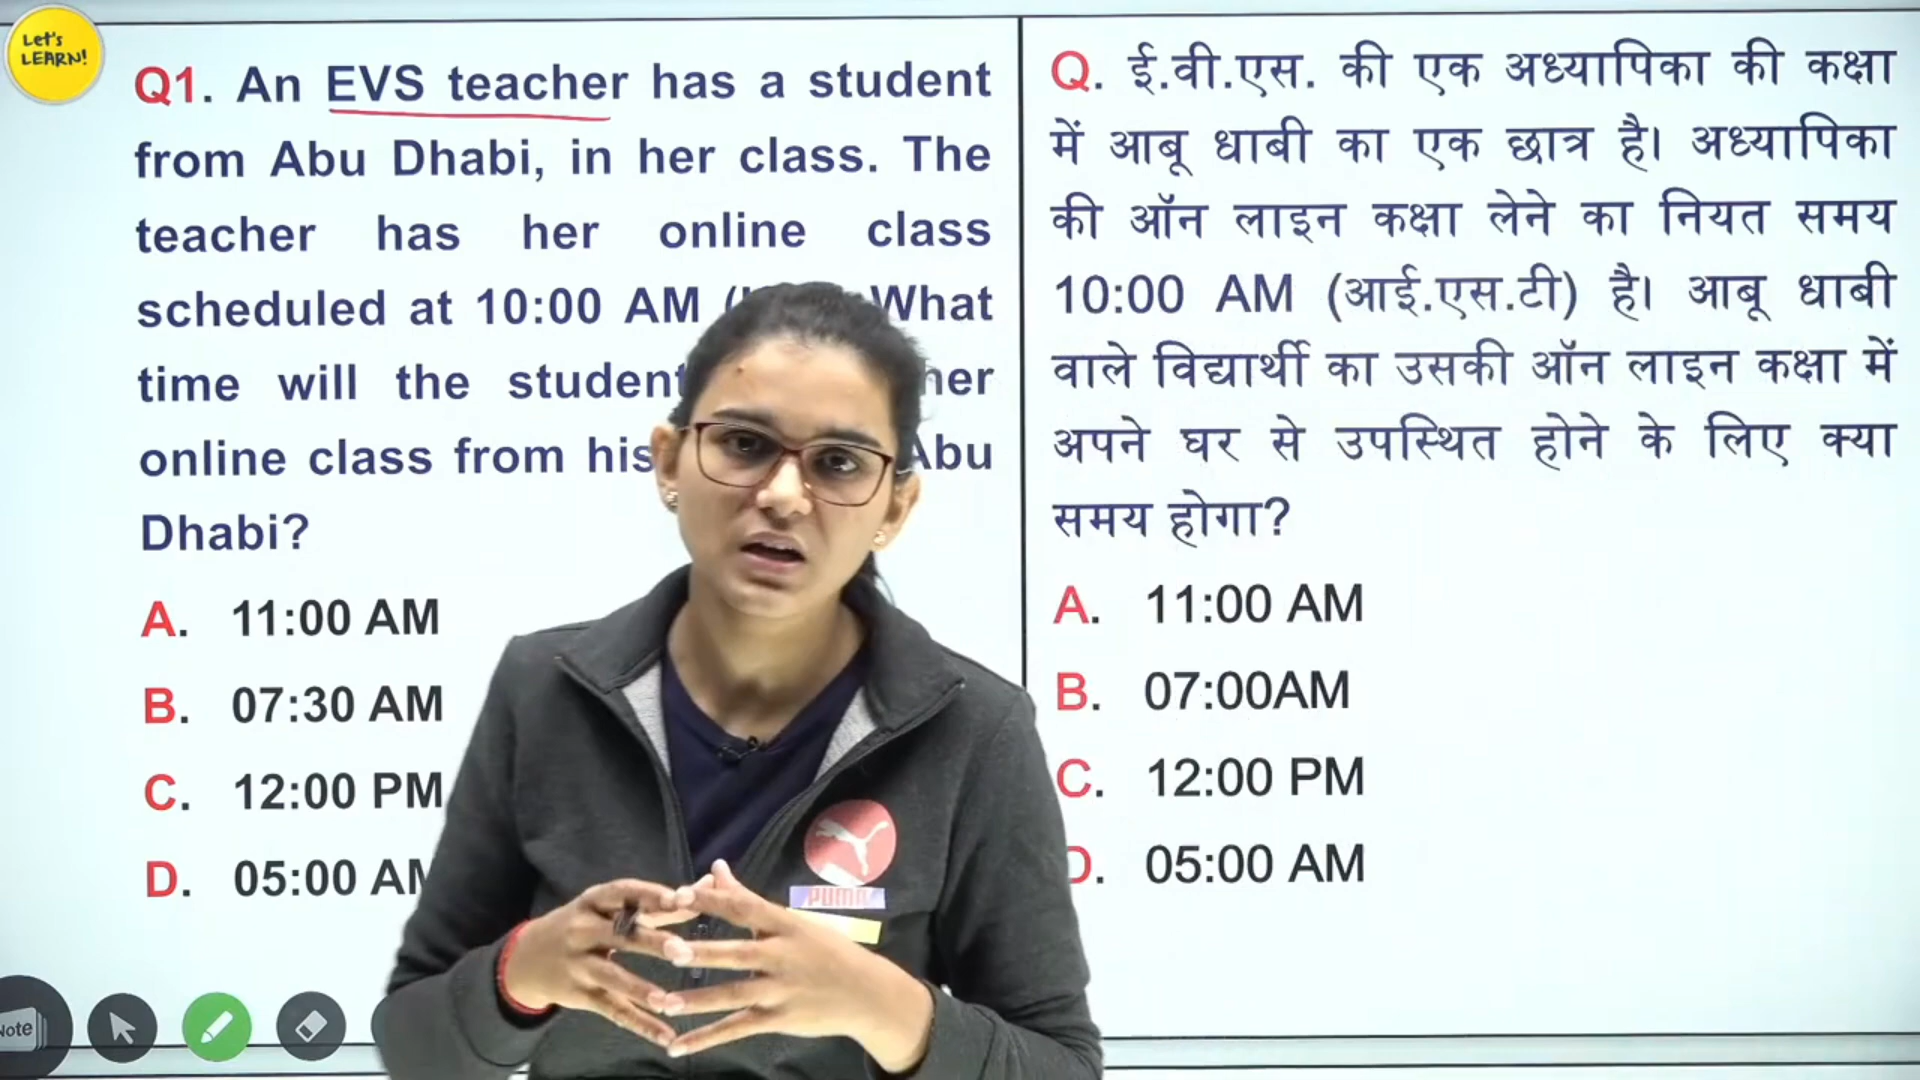 Let's
LEARN!
Q1. An EVS teacher has a student
from Abu Dhabi, in her class. The
teacher has her online class
scheduled at 10:00 AM What
time will the student her
online class from his Abu
Dhabi?
A. 11:00 AM
B. 07:30 AM
C. 12:00 PM
D. 05:00 AM
Q. ई.वी.एस. की एक अध्यापिका की कक्षा
में आबू धाबी का एक छात्र है। अध्यापिका
की ऑन लाइन कक्षा लेने का नियत समय
10:00 AM (आई.एस.टी) है। आबू धाबी
वाले विद्यार्थी का उसकी ऑन लाइन कक्षा में
अपने घर से उपस्थित होने के लिए क्या
समय होगा?
A. 11:00 AM
B. 07:00AM
C. 12:00 PM
D. 05:00 AM
PUMA
Note